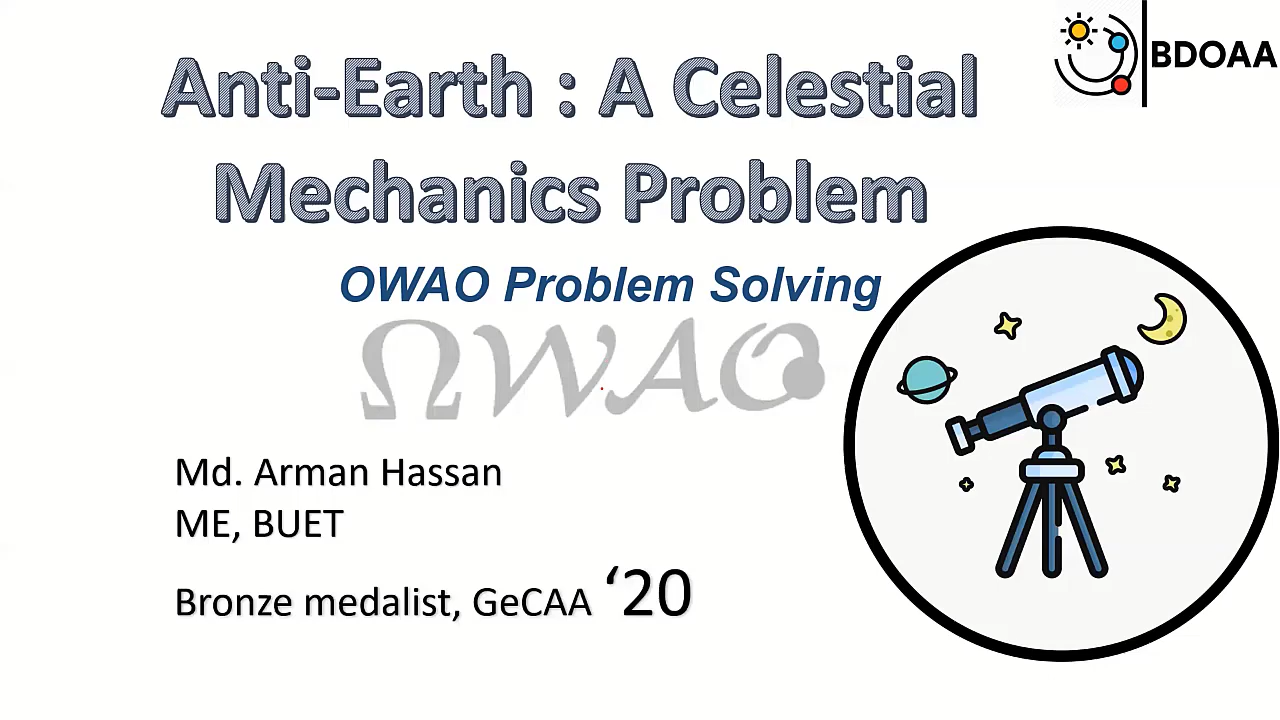 BDOAA
Anti-Earth : A Celestial
Mechanics Problem
OWAO Problem Solving
ΩWAO
Md. Arman Hassan
ME, BUET
Bronze medalist, GeCAA ‘20